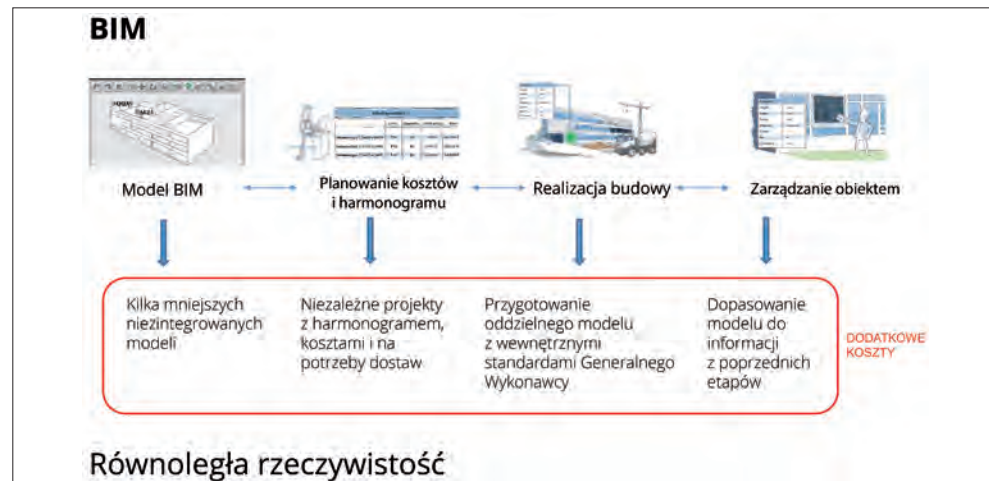 BIM
Model BIM
Planowanie kosztów
i harmonogramu
Realizacja budowy
Zarządzanie obiektem
Kilka mniejszych
niezintegrowanych
modeli
Niezależne projekty
z harmonogramem,
kosztami i na
potrzeby dostaw
Przygotowanie
oddzielnego modelu
z wewnętrznymi
standardami Generalnego
Wykonawcy
Dopasowanie
modelu do
informacji
z poprzednich
etapów
DODATKOWE
KOSZTY
Równoległa rzeczywistość